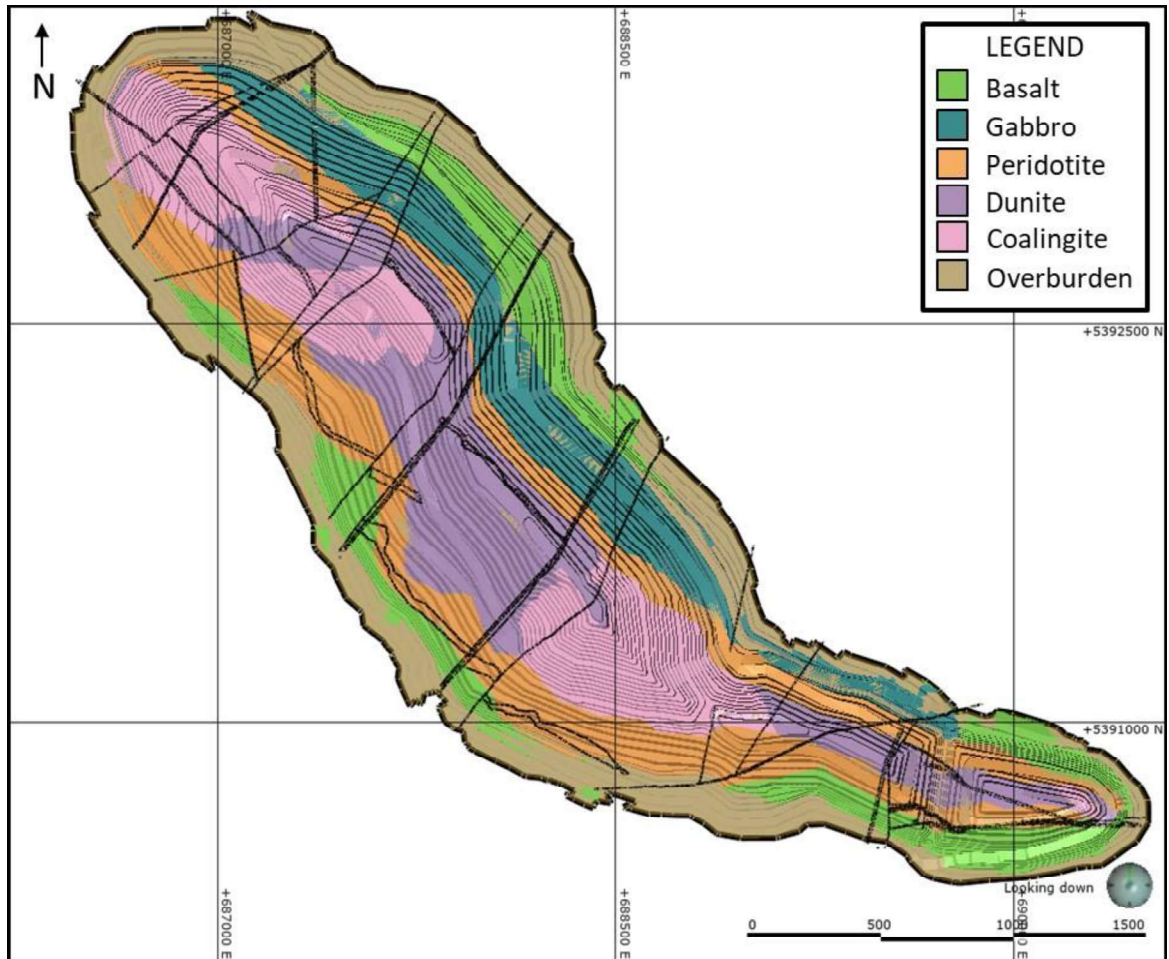 N
+687000 E
+688500 E
LEGEND
Basalt
Gabbro
Peridotite
Dunite
Coalingite
Overburden
+5392500 N
+5391000 N
Looking down
+687000 E
+688500 E
+690000 E
0 500 1000 1500